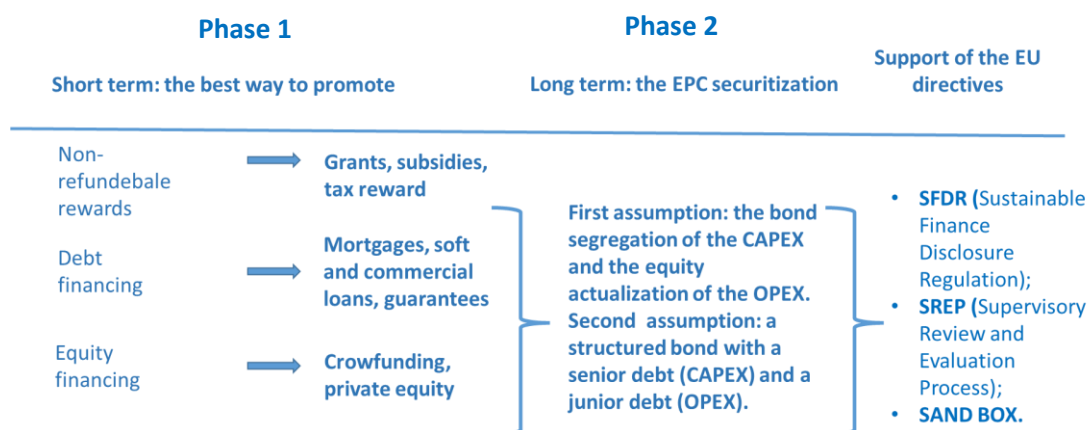 Phase 1
Phase 2
Short term: the best way to promote
Long term: the EPC securitization
Support of the EU
directives
Non-
refundebale
rewards
Grants, subsidies,
tax reward
Debt
financing
Mortgages, soft
and commercial
loans, guarantees
Equity
financing
Crowfunding,
private equity
First assumption: the bond
segregation of the CAPEX
and the equity
actualization of the OPEX.
Second assumption: a
structured bond with a
senior debt (CAPEX) and a
junior debt (OPEX).
• SFDR (Sustainable
Finance
Disclosure
Regulation);
• SREP (Supervisory
Review and
Evaluation
Process);
• SAND BOX.